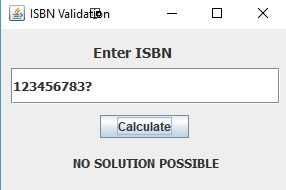 ISBN Validation
Enter ISBN
123456783?
Calculate
NO SOLUTION POSSIBLE